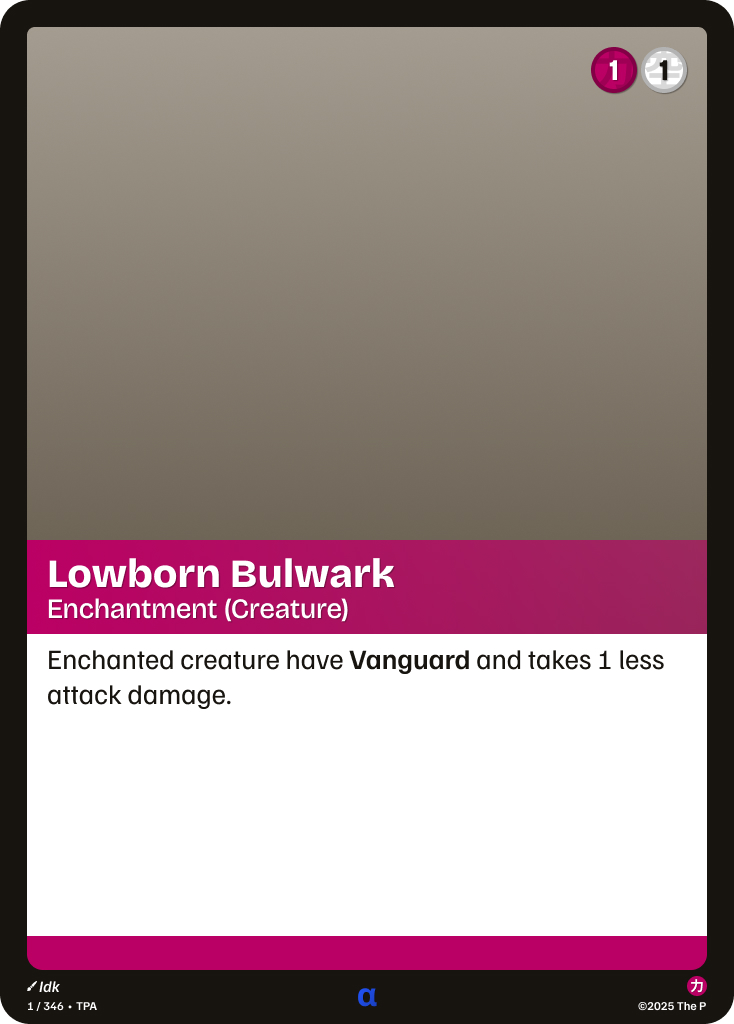 1 1
Lowborn Bulwark
Enchantment (Creature)
Enchanted creature have Vanguard and takes 1 less
attack damage.
Idk
1 / 346 • TPA
α
力
©2025 The P